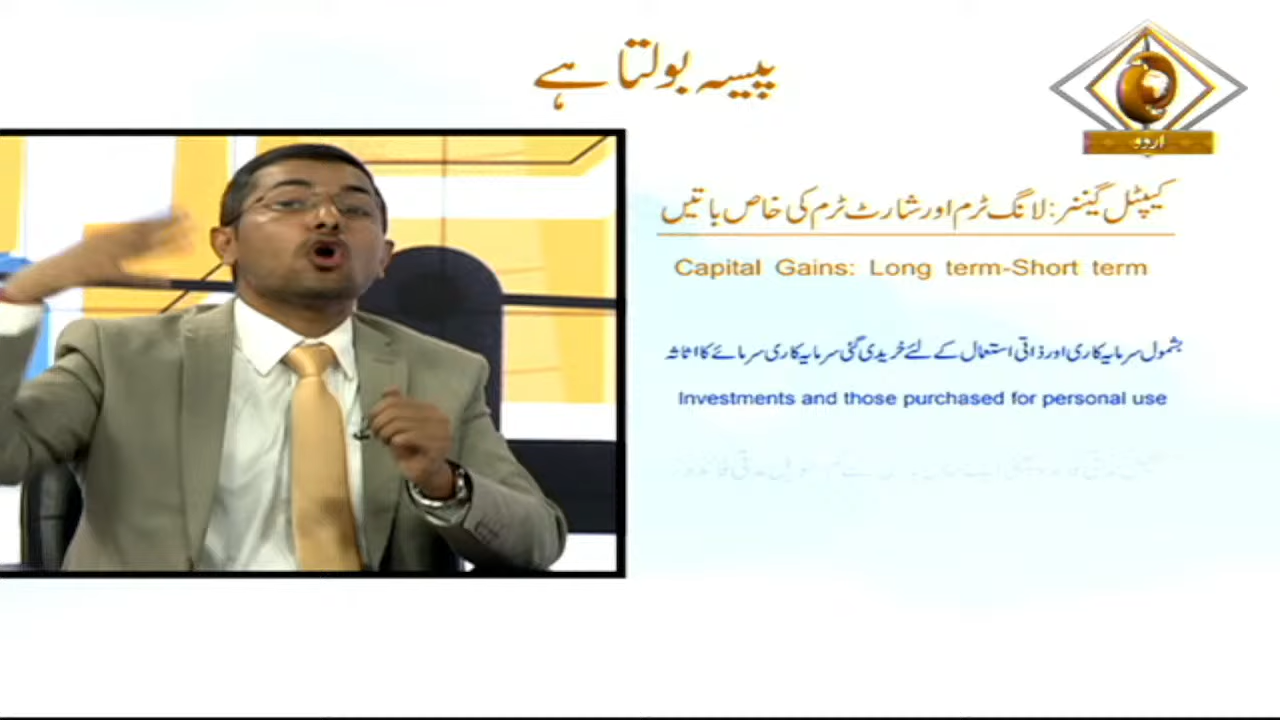 پیسہ بولتا ہے
اردو
کیپٹل گینز: لانگ ٹرم اور شارٹ ٹرم کی خاص باتیں
Capital Gains: Long term-Short term
بشمول سرمایہ کاری اور ذاتی استعمال کے لئے خریدی گئی سرمایہ کاری سرمائے کا اثاثہ
Investments and those purchased for personal use